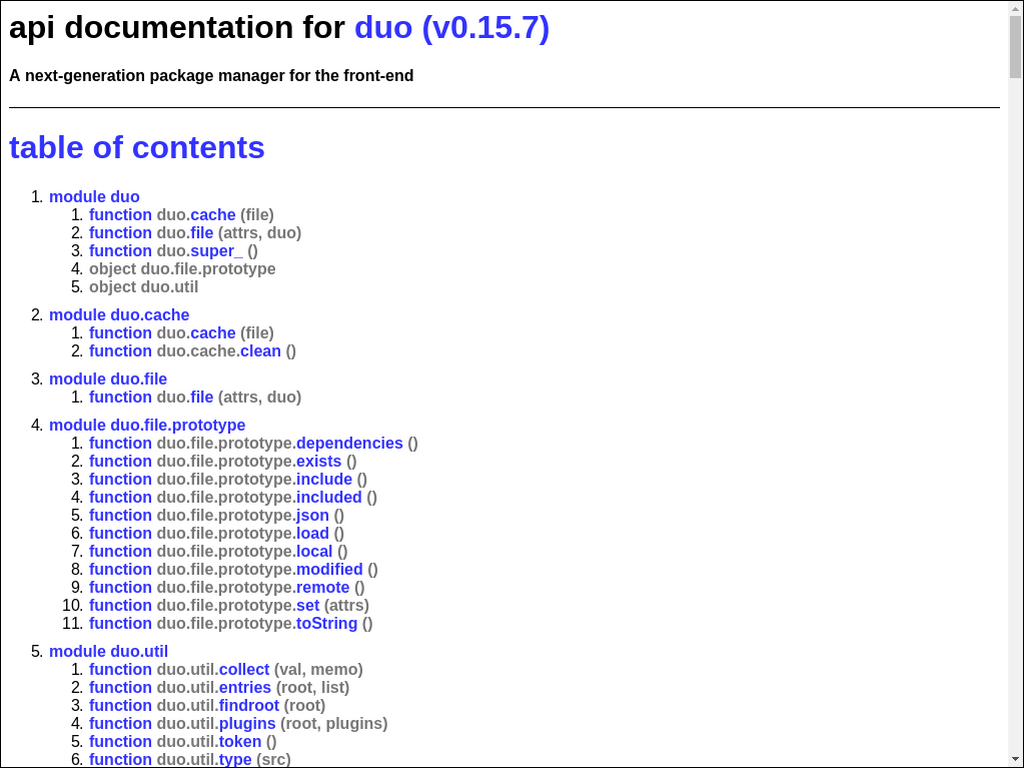 api documentation for duo (v0.15.7)
A next-generation package manager for the front-end
table of contents
1. module duo
1. function duo.cache (file)
2. function duo.file (attrs, duo)
3. function duo.super_ ()
4. object duo.file.prototype
5. object duo.util
2. module duo.cache
1. function duo.cache (file)
2. function duo.cache.clean ()
3. module duo.file
1. function duo.file (attrs, duo)
4. module duo.file.prototype
1. function duo.file.prototype.dependencies ()
2. function duo.file.prototype.exists ()
3. function duo.file.prototype.include ()
4. function duo.file.prototype.included ()
5. function duo.file.prototype.json ()
6. function duo.file.prototype.load ()
7. function duo.file.prototype.local ()
8. function duo.file.prototype.modified ()
9. function duo.file.prototype.remote ()
10. function duo.file.prototype.set (attrs)
11. function duo.file.prototype.toString ()
5. module duo.util
1. function duo.util.collect (val, memo)
2. function duo.util.entries (root, list)
3. function duo.util.findroot (root)
4. function duo.util.plugins (root, plugins)
5. function duo.util.token ()
6. function duo.util.type (src)